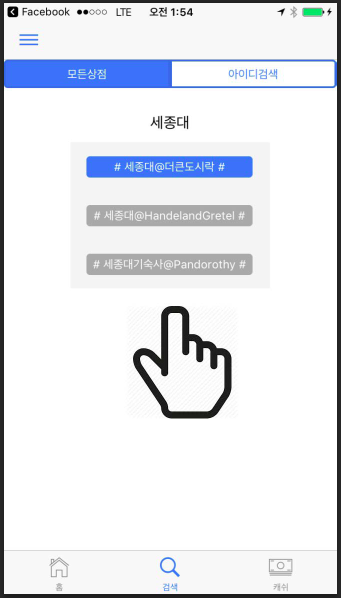 Facebook LTE 오전 1:54
모든상점 아이디검색
세종대
# 세종대@더큰도시락 #
# 세종대@HandelandGretel #
# 세종대기숙사@Pandorothy #
홈 검색 캐쉬